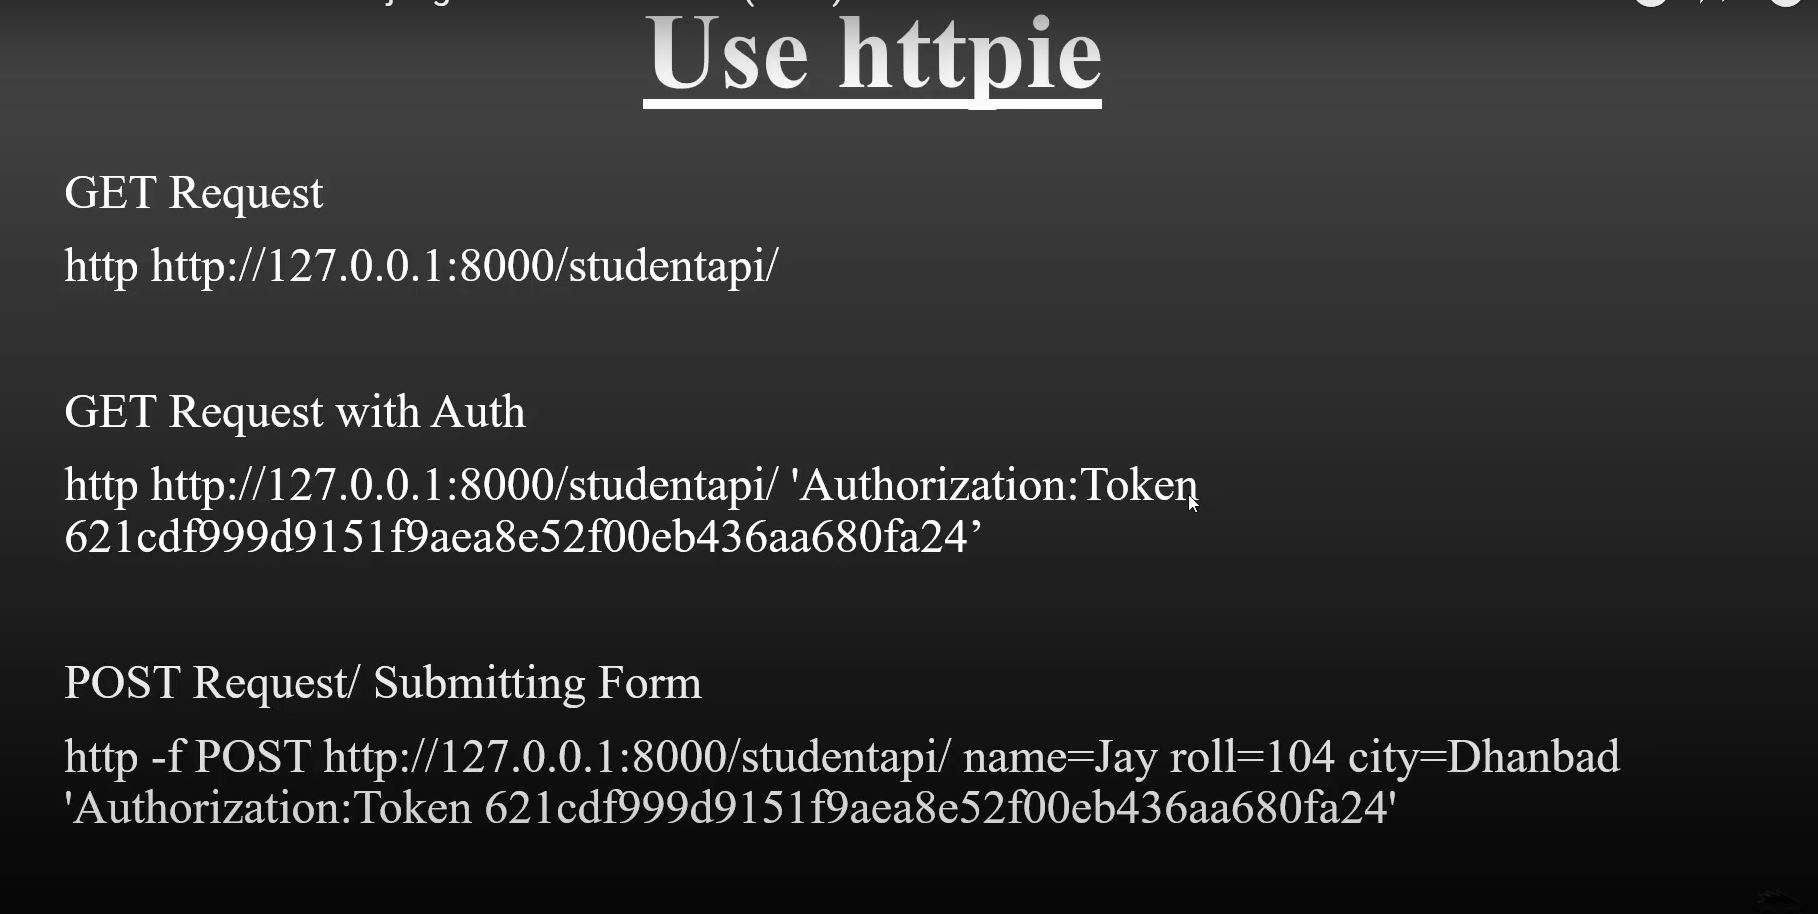 Use httpie
GET Request
http http://127.0.0.1:8000/studentapi/
GET Request with Auth
http http://127.0.0.1:8000/studentapi/ 'Authorization:Token
621cdf999d9151f9aea8e52f00eb436aa680fa24’
POST Request/ Submitting Form
http -f POST http://127.0.0.1:8000/studentapi/ name=Jay roll=104 city=Dhanbad
'Authorization:Token 621cdf999d9151f9aea8e52f00eb436aa680fa24'